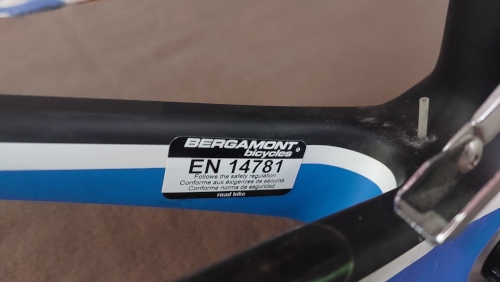 BERGAMONT
bicycles
EN 14781
Follows the safety regulation
Conforme aux exigences de sécurité
Conforme norma de seguridad
road bike